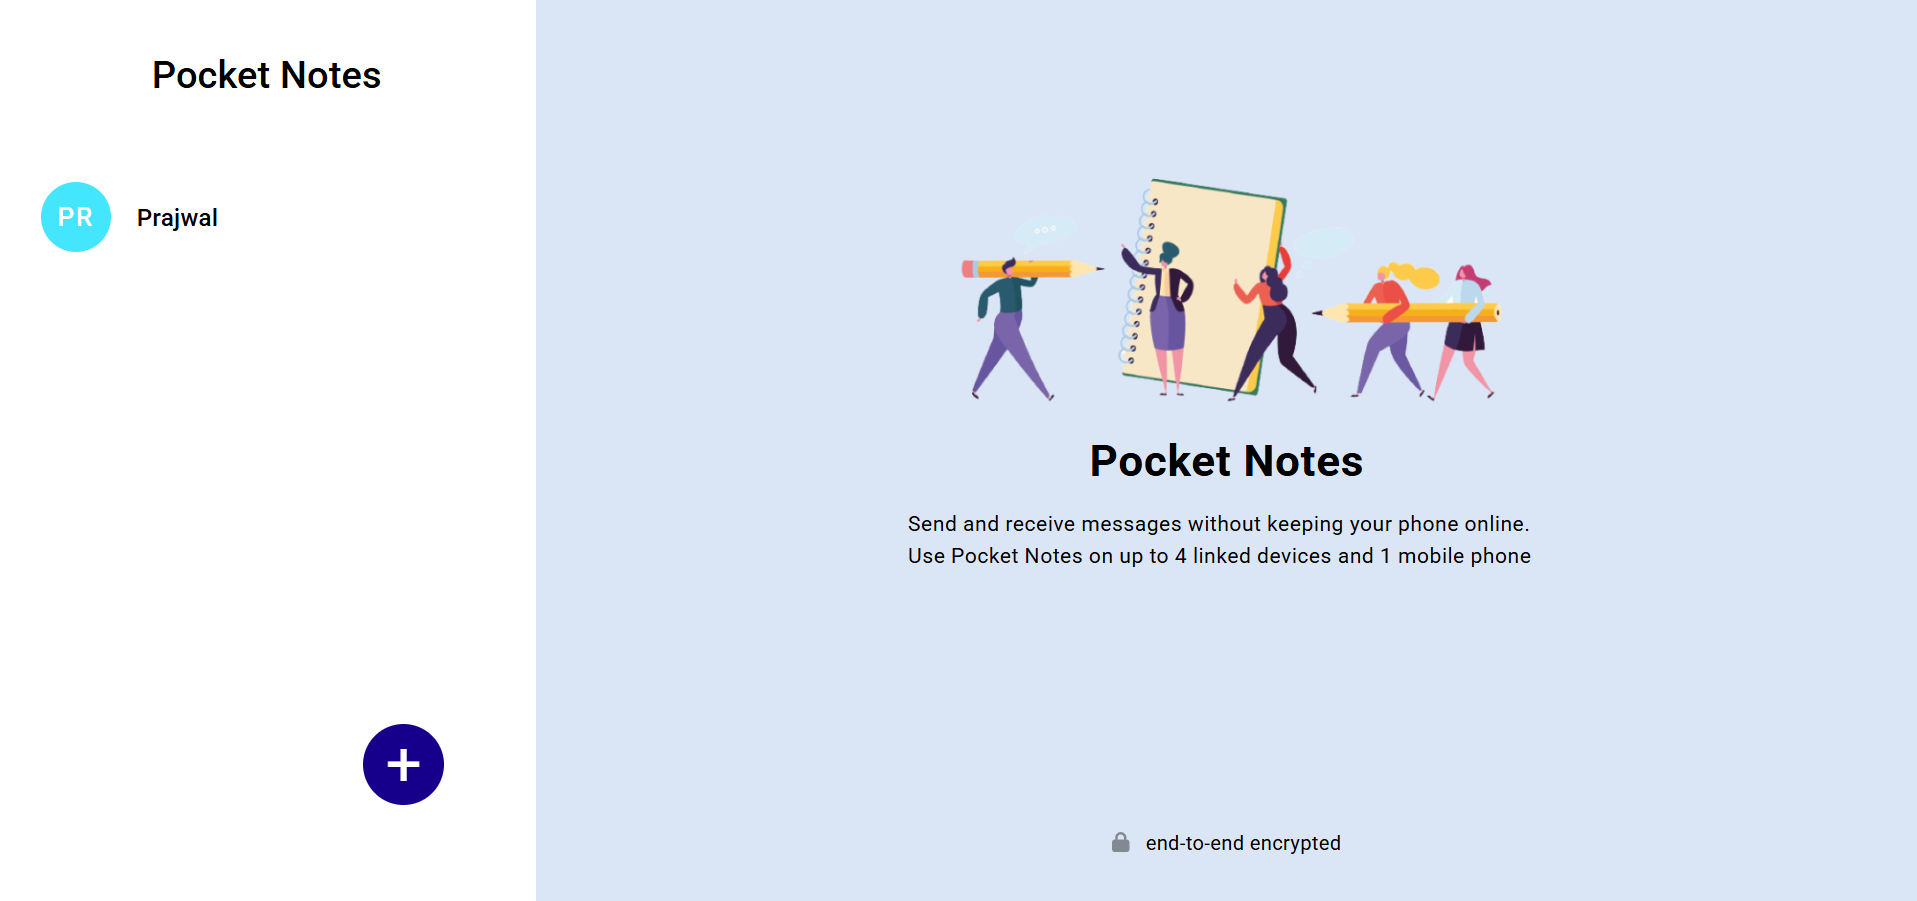 Pocket Notes
PR
Prajwal
Pocket Notes
Send and receive messages without keeping your phone online.
Use Pocket Notes on up to 4 linked devices and 1 mobile phone
end-to-end encrypted